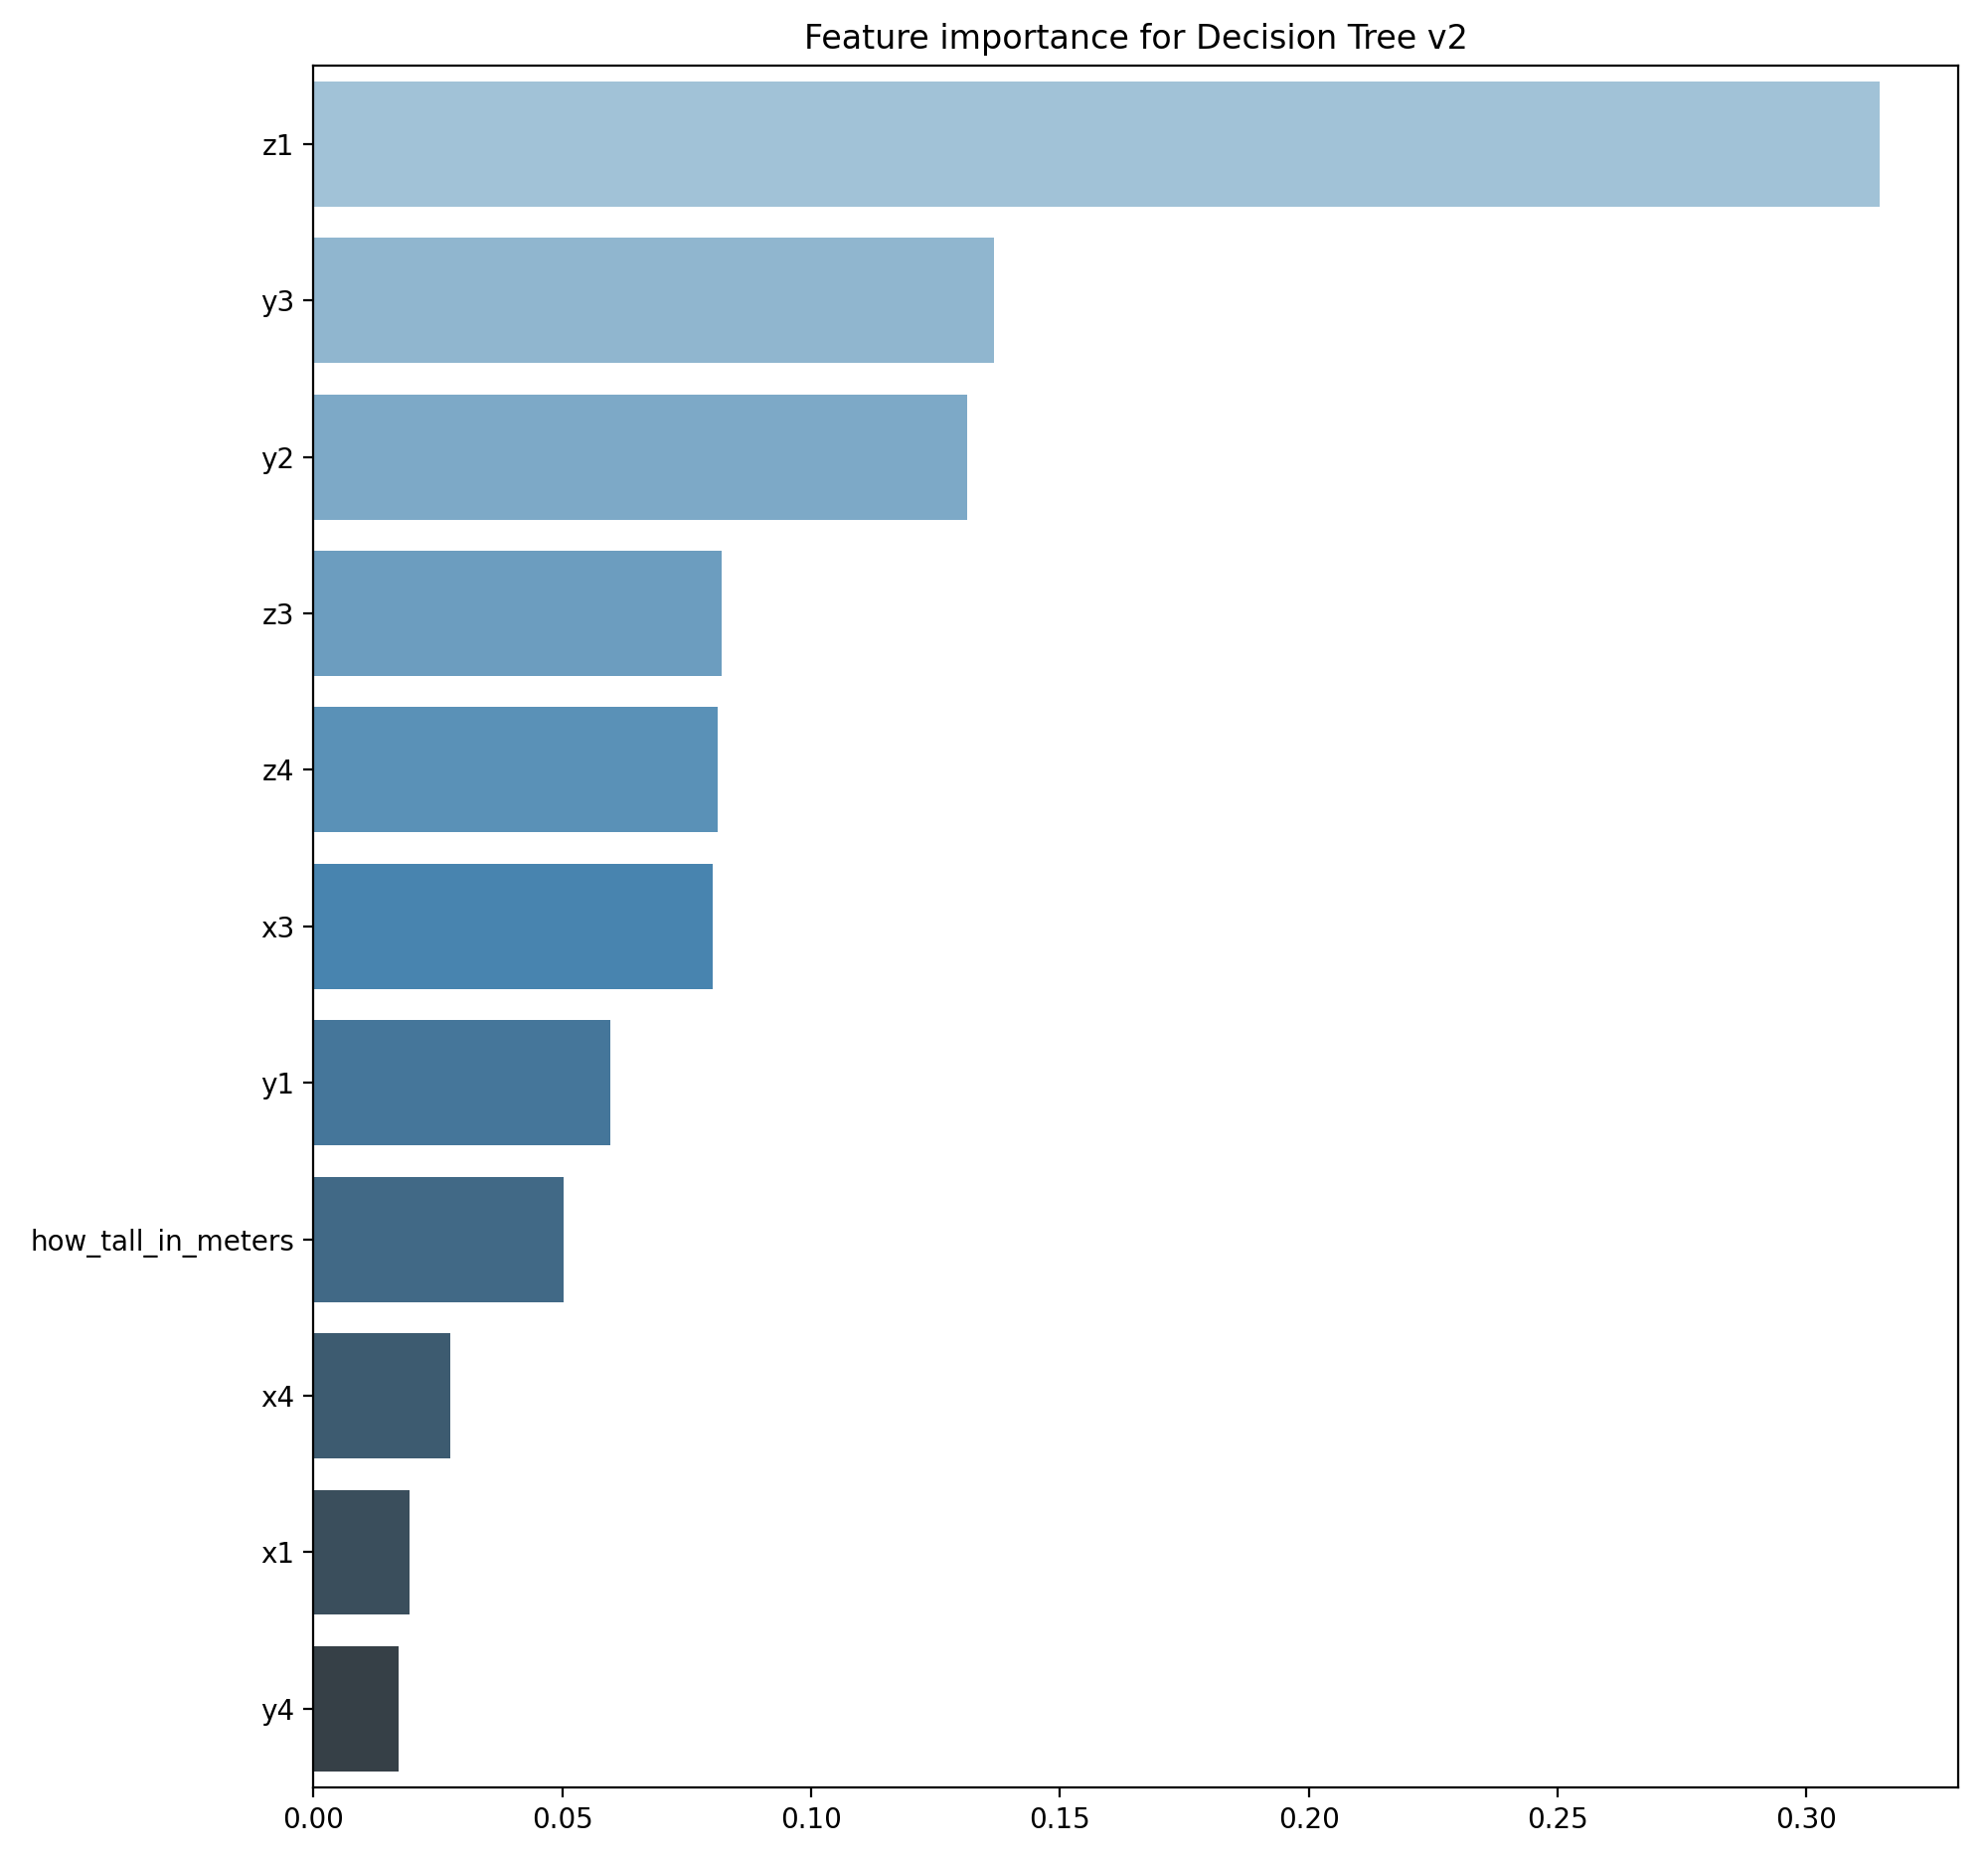 Feature importance for Decision Tree v2
z1
y3
y2
z3
z4
x3
y1
how_tall_in_meters
x4
x1
y4
0.00 0.05 0.10 0.15 0.20 0.25 0.30